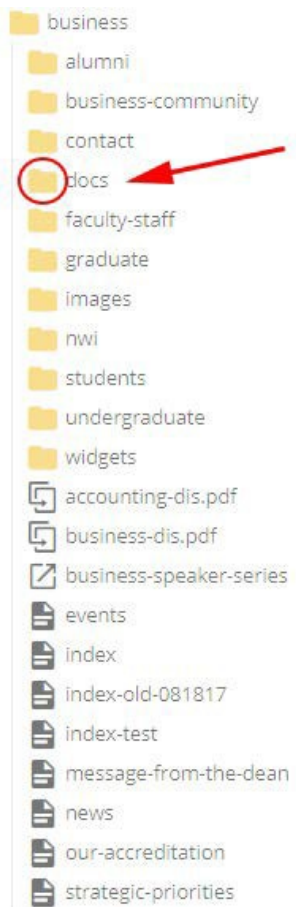 business
alumni
business-community
contact
docs
faculty-staff
graduate
images
nwi
students
undergraduate
widgets
accounting-dis.pdf
business-dis.pdf
business-speaker-series
events
index
index-old-081817
index-test
message-from-the-dean
news
our-accreditation
strategic-priorities